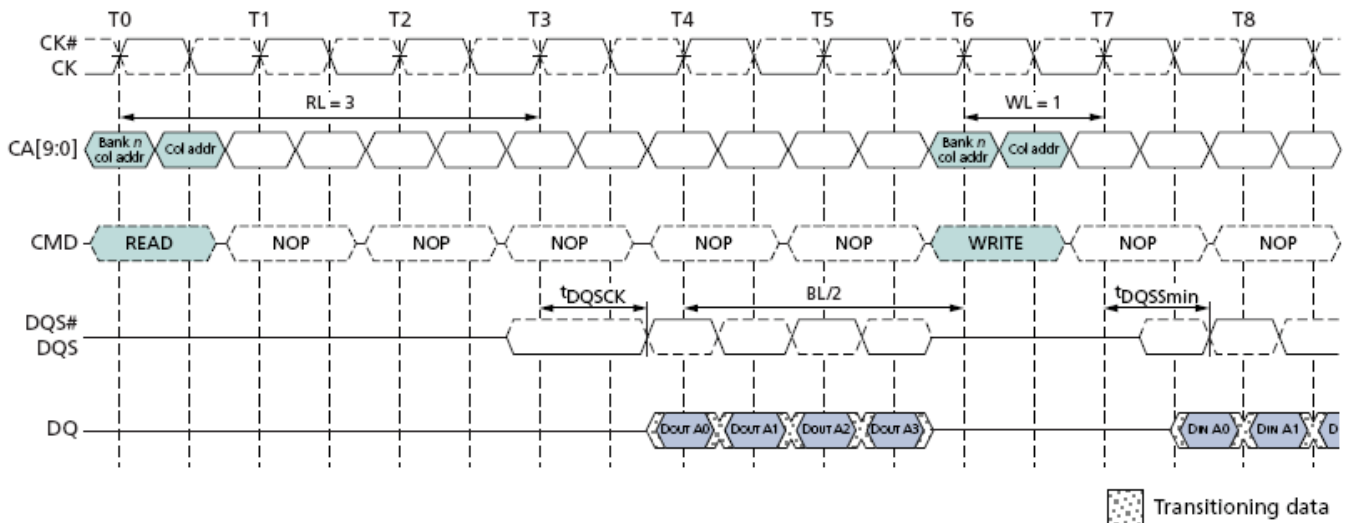 T0 T1 T2 T3 T4 T5 T6 T7 T8
CK#
CK
RL = 3 WL = 1
CA[9:0] Bank n col addr Col addr Bank n col addr Col addr
CMD READ NOP NOP NOP NOP NOP WRITE NOP NOP
tDQSCK BL/2 tDQSSmin
DQS#
DQS
DQ DOUT A0 DOUT A1 DOUT A2 DOUT A3 DIN A0 DIN A1 D
Transitioning data